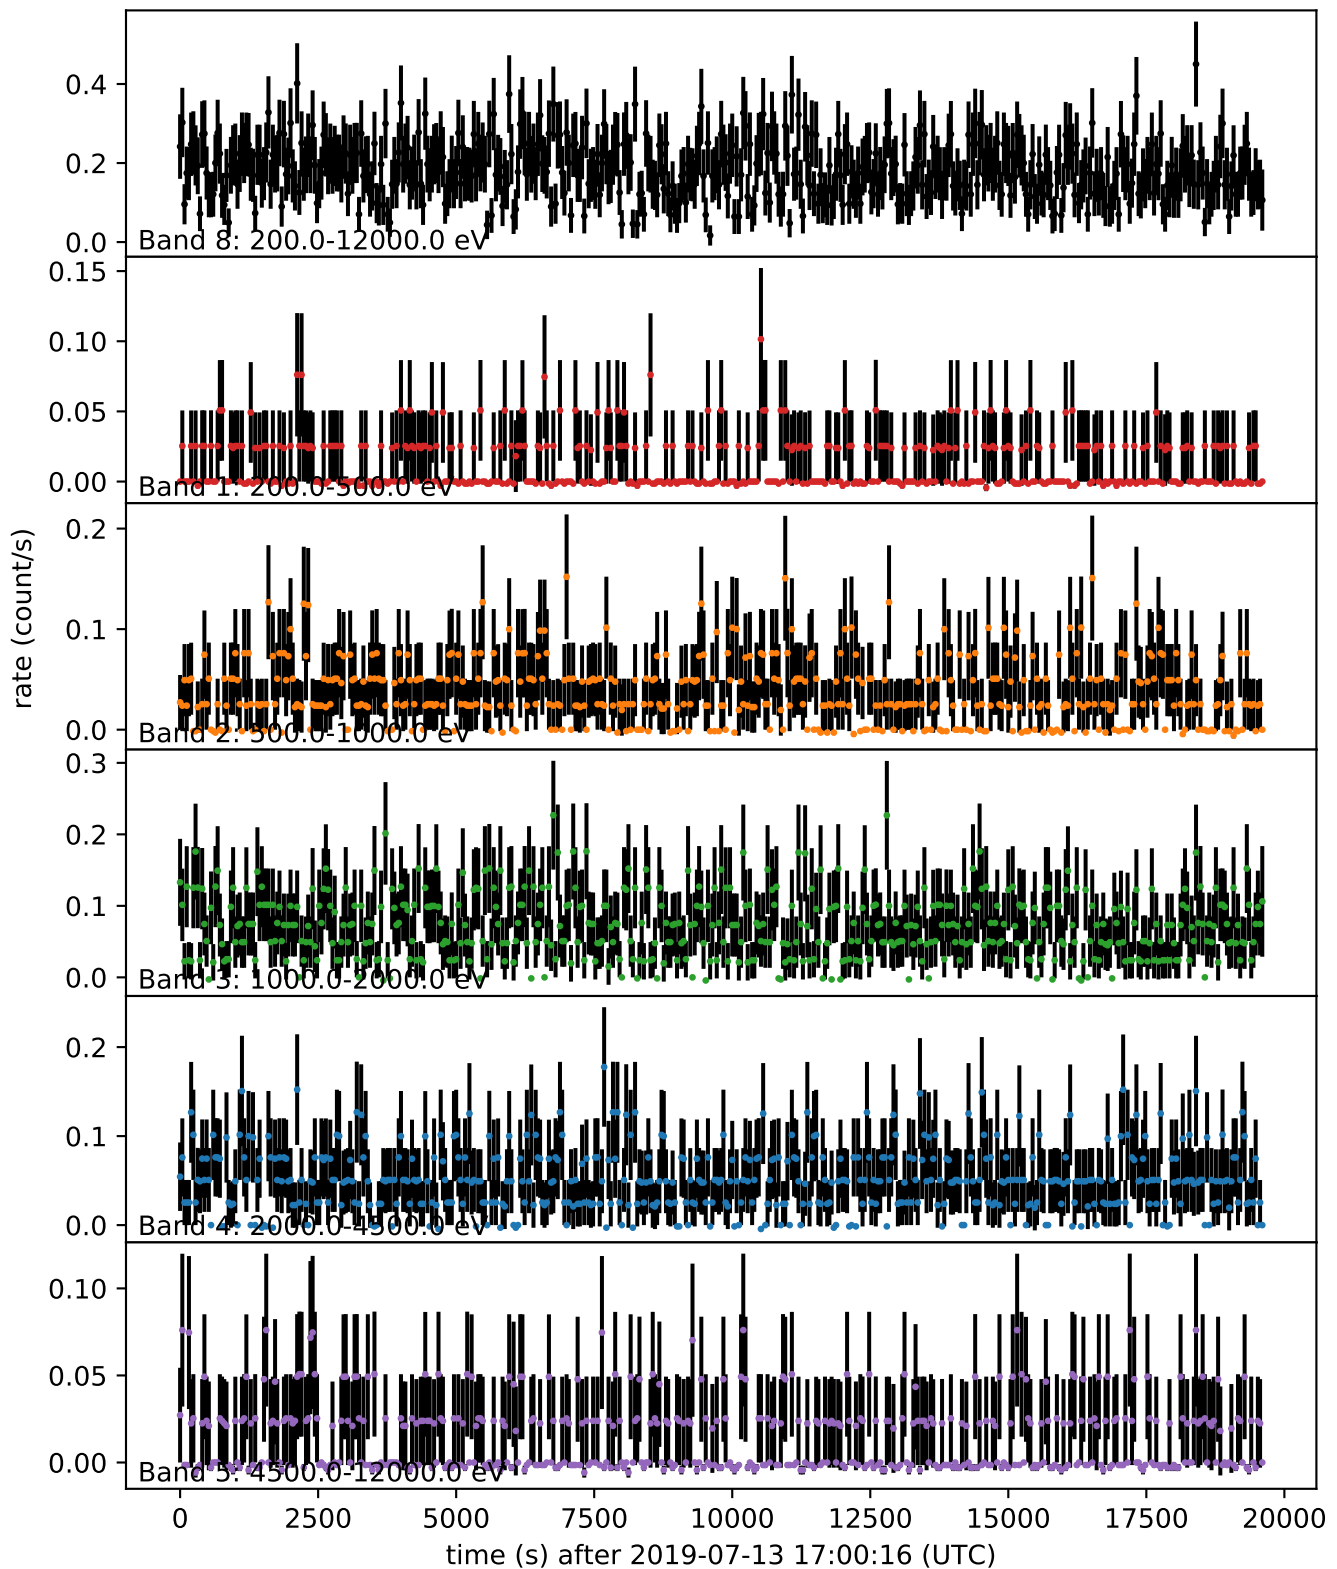 0.4
0.2
0.0
Band 8: 200.0-12000.0 eV
0.15
0.10
0.05
0.00
Band 1: 200.0-500.0 eV
rate (count/s)
0.2
0.1
0.0
Band 2: 500.0-1000.0 eV
0.3
0.2
0.1
0.0
Band 3: 1000.0-2000.0 eV
0.2
0.1
0.0
Band 4: 2000.0-4500.0 eV
0.10
0.05
0.00
Band 5: 4500.0-12000.0 eV
0 2500 5000 7500 10000 12500 15000 17500 20000
time (s) after 2019-07-13 17:00:16 (UTC)